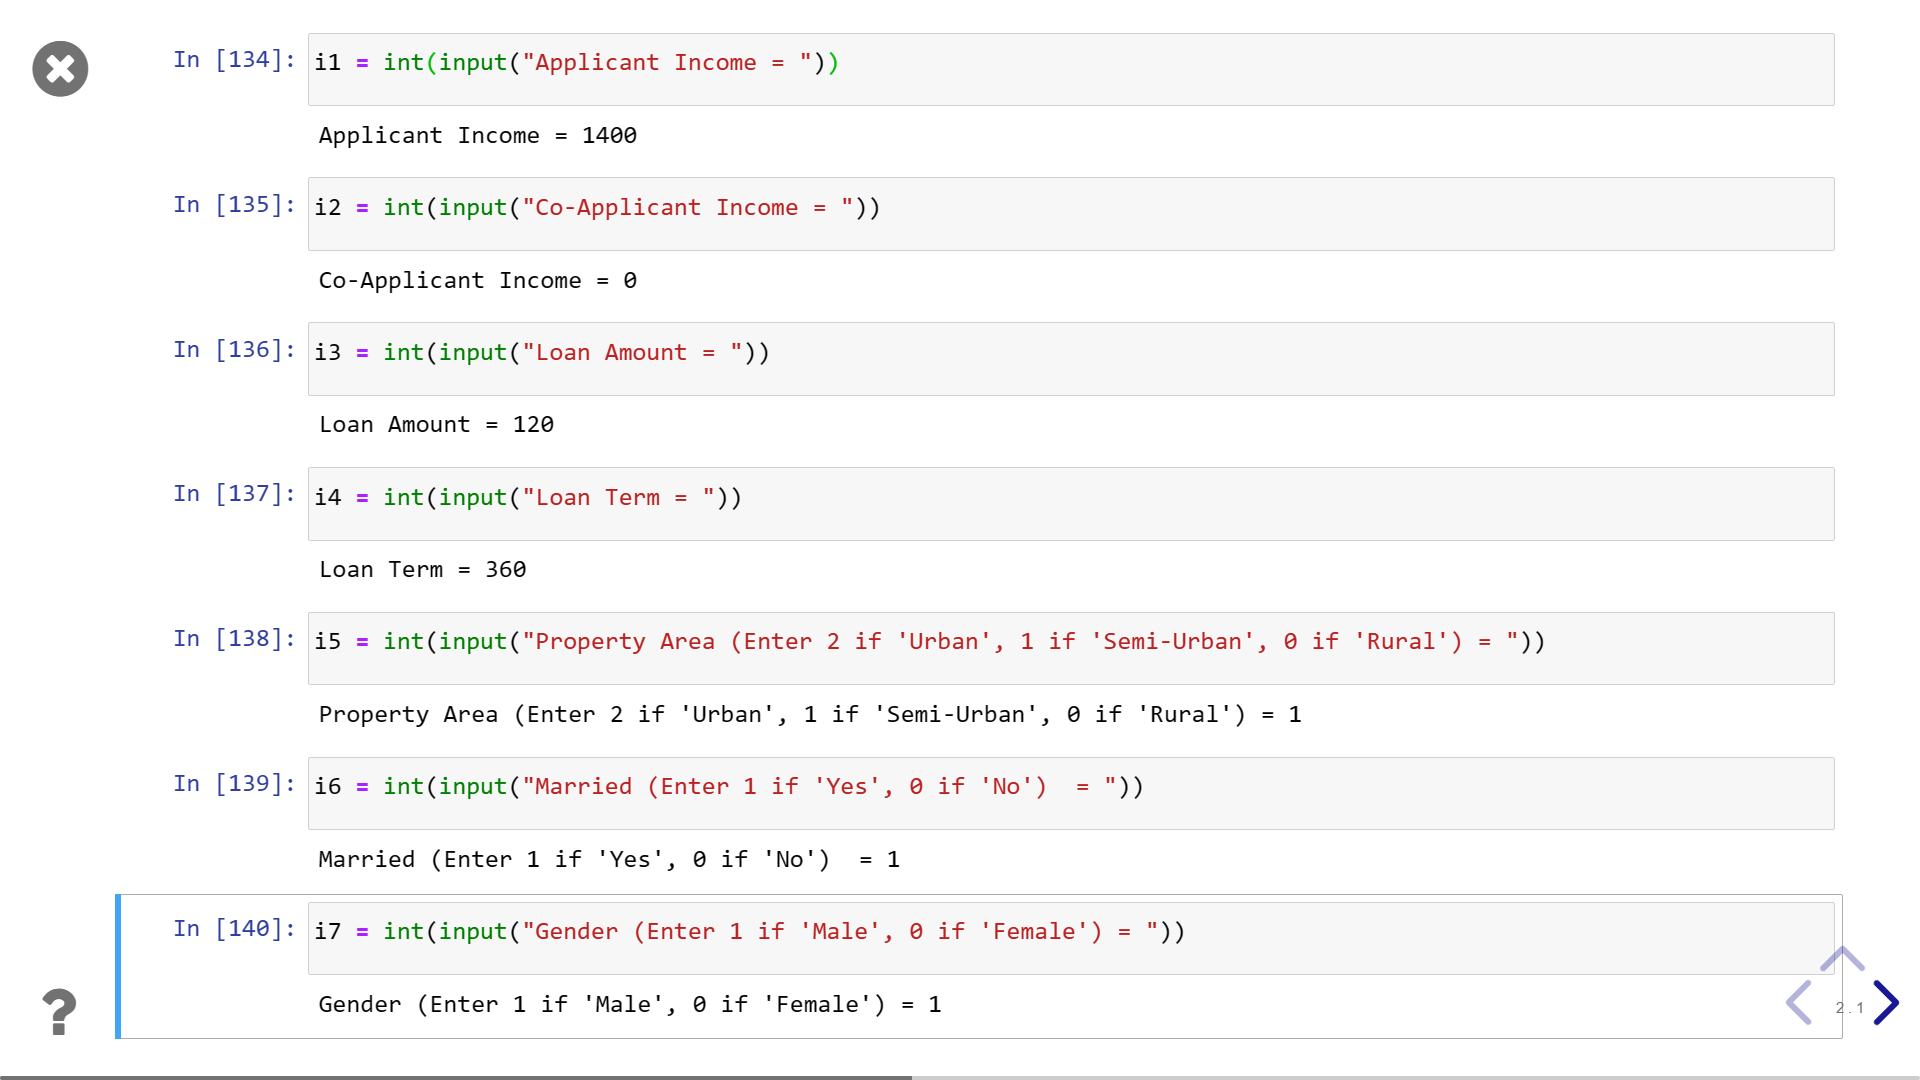 In [134]: i1 = int(input("Applicant Income = "))
Applicant Income = 1400
In [135]: i2 = int(input("Co-Applicant Income = "))
Co-Applicant Income = 0
In [136]: i3 = int(input("Loan Amount = "))
Loan Amount = 120
In [137]: i4 = int(input("Loan Term = "))
Loan Term = 360
In [138]: i5 = int(input("Property Area (Enter 2 if 'Urban', 1 if 'Semi-Urban', 0 if 'Rural') = "))
Property Area (Enter 2 if 'Urban', 1 if 'Semi-Urban', 0 if 'Rural') = 1
In [139]: i6 = int(input("Married (Enter 1 if 'Yes', 0 if 'No')  = "))
Married (Enter 1 if 'Yes', 0 if 'No')  = 1
In [140]: i7 = int(input("Gender (Enter 1 if 'Male', 0 if 'Female') = "))
Gender (Enter 1 if 'Male', 0 if 'Female') = 1
2.1